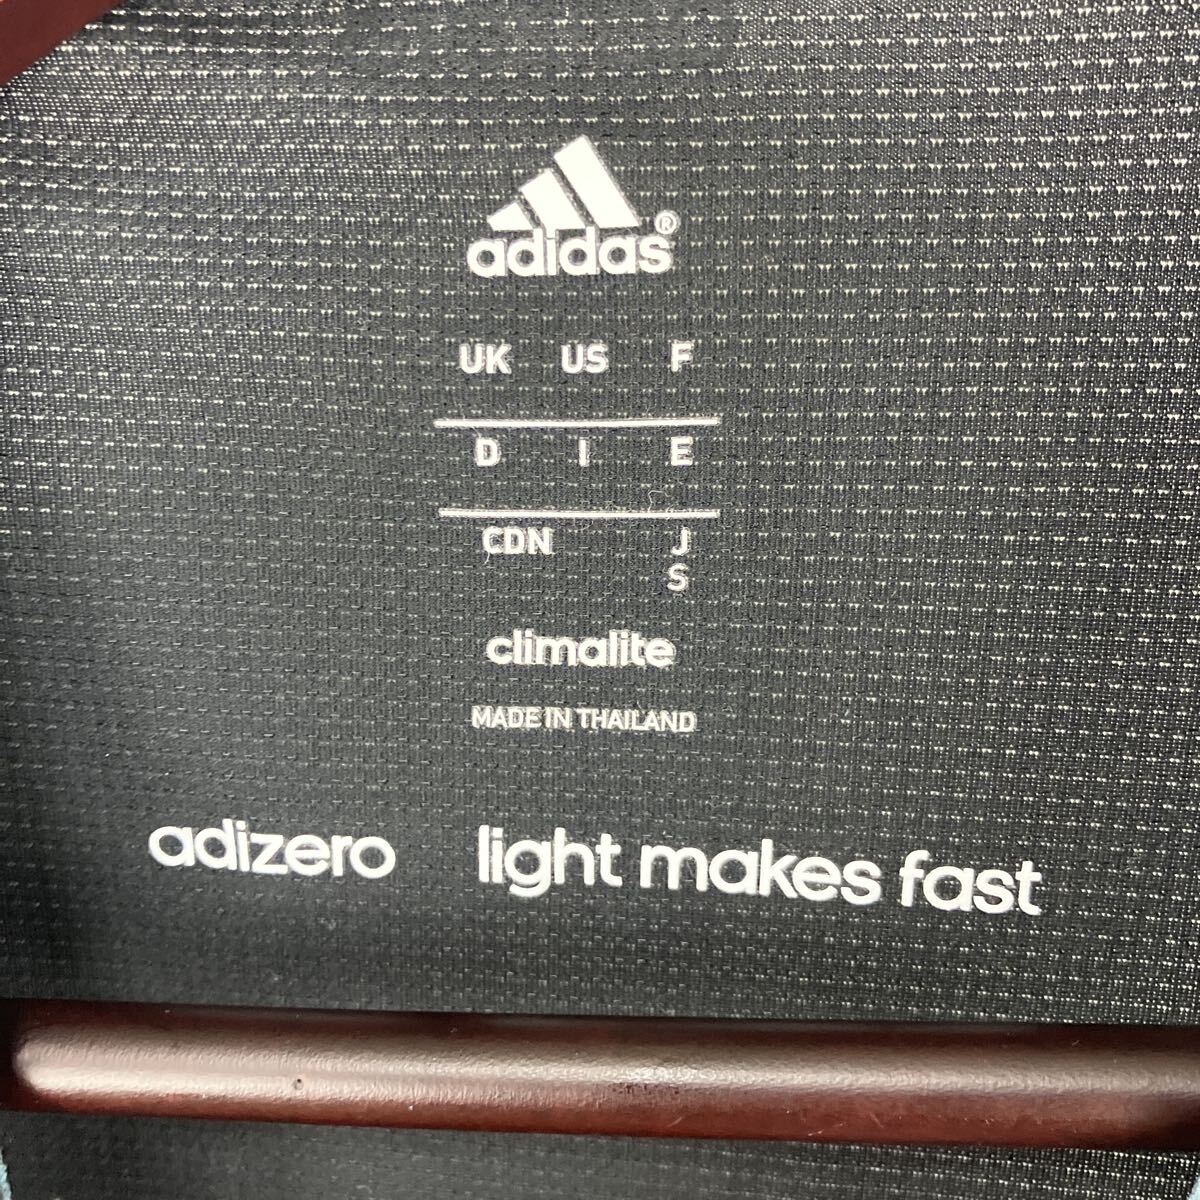 adidas®
UK US F
D I E
CDN J
S
climalite
MADE IN THAILAND
adizero light makes fast